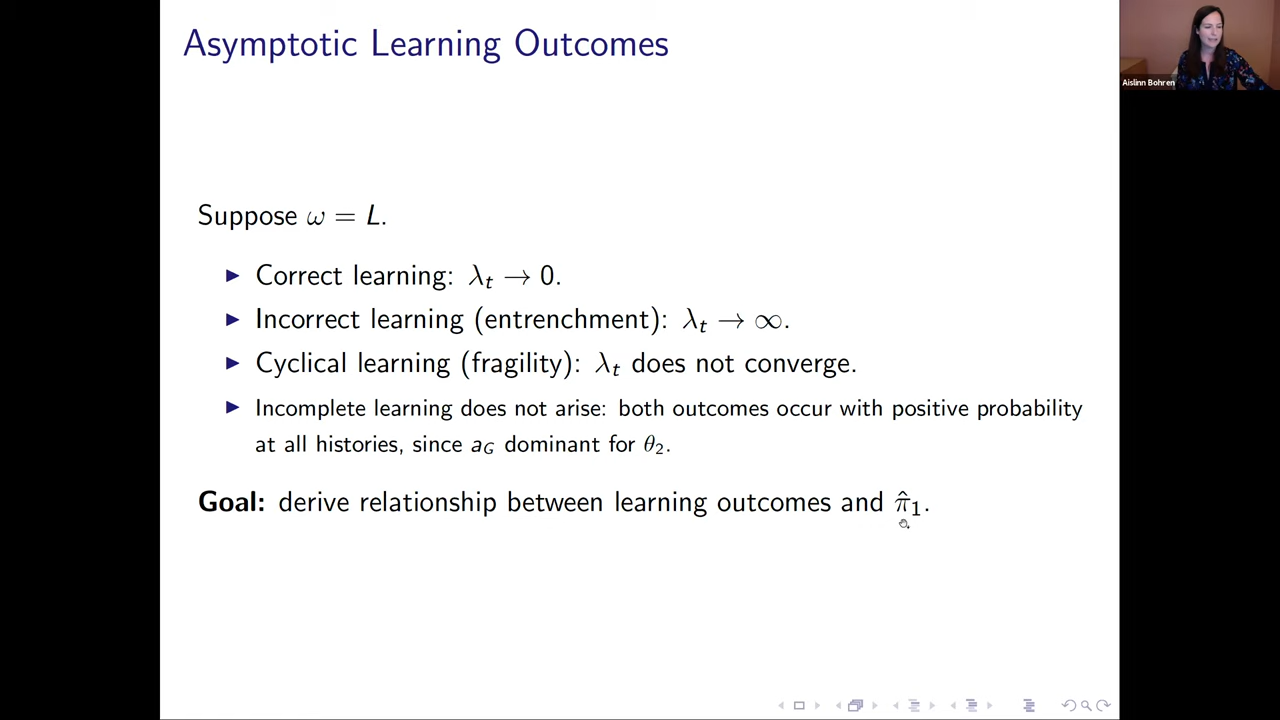 Asymptotic Learning Outcomes
Aislinn Bohren
Suppose ω = L.
▶ Correct learning: λₜ → 0.
▶ Incorrect learning (entrenchment): λₜ → ∞.
▶ Cyclical learning (fragility): λₜ does not converge.
▶ Incomplete learning does not arise: both outcomes occur with positive probability
at all histories, since a_G dominant for θ₂.
Goal: derive relationship between learning outcomes and π̂₁.